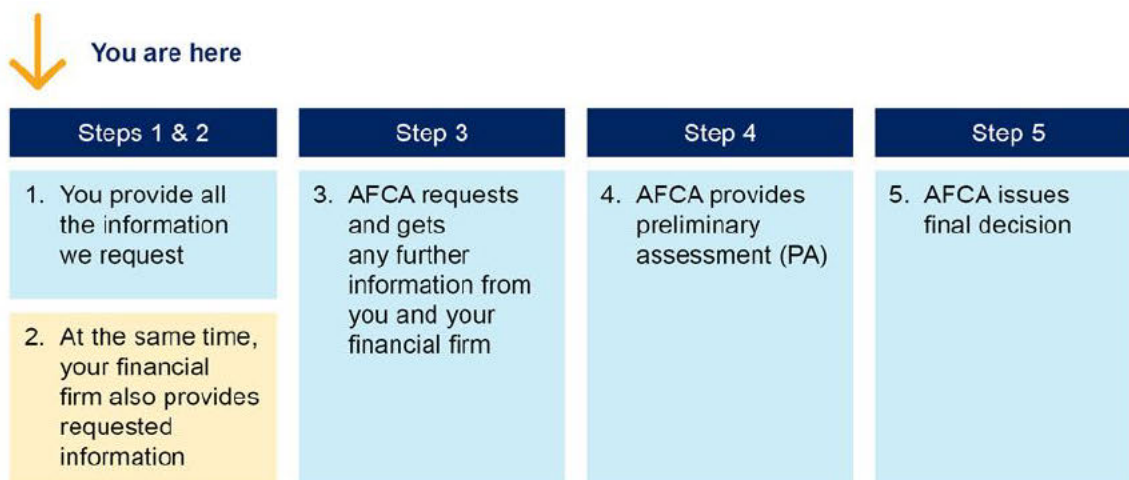 You are here
Steps 1 & 2
1. You provide all
the information
we request
2. At the same time,
your financial
firm also provides
requested
information
Step 3
3. AFCA requests
and gets
any further
information from
you and your
financial firm
Step 4
4. AFCA provides
preliminary
assessment (PA)
Step 5
5. AFCA issues
final decision